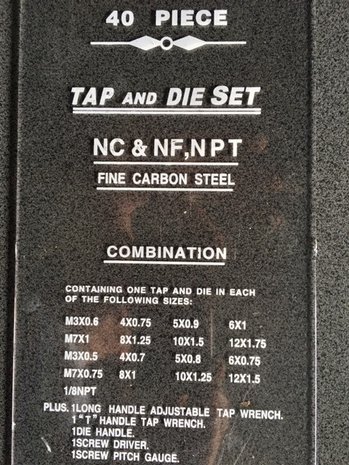 40 PIECE
TAP AND DIE SET
NC & NF,NPT
FINE CARBON STEEL
COMBINATION
CONTAINING ONE TAP AND DIE IN EACH
OF THE FOLLOWING SIZES:
M3X0.6 4X0.75 5X0.9 6X1
M7X1 8X1.25 10X1.5 12X1.75
M3X0.5 4X0.7 5X0.8 6X0.75
M7X0.75 8X1 10X1.25 12X1.5
1/8NPT
PLUS. 1LONG HANDLE ADJUSTABLE TAP WRENCH.
1"T"HANDLE TAP WRENCH.
1DIE HANDLE.
1SCREW DRIVER.
1SCREW PITCH GAUGE.